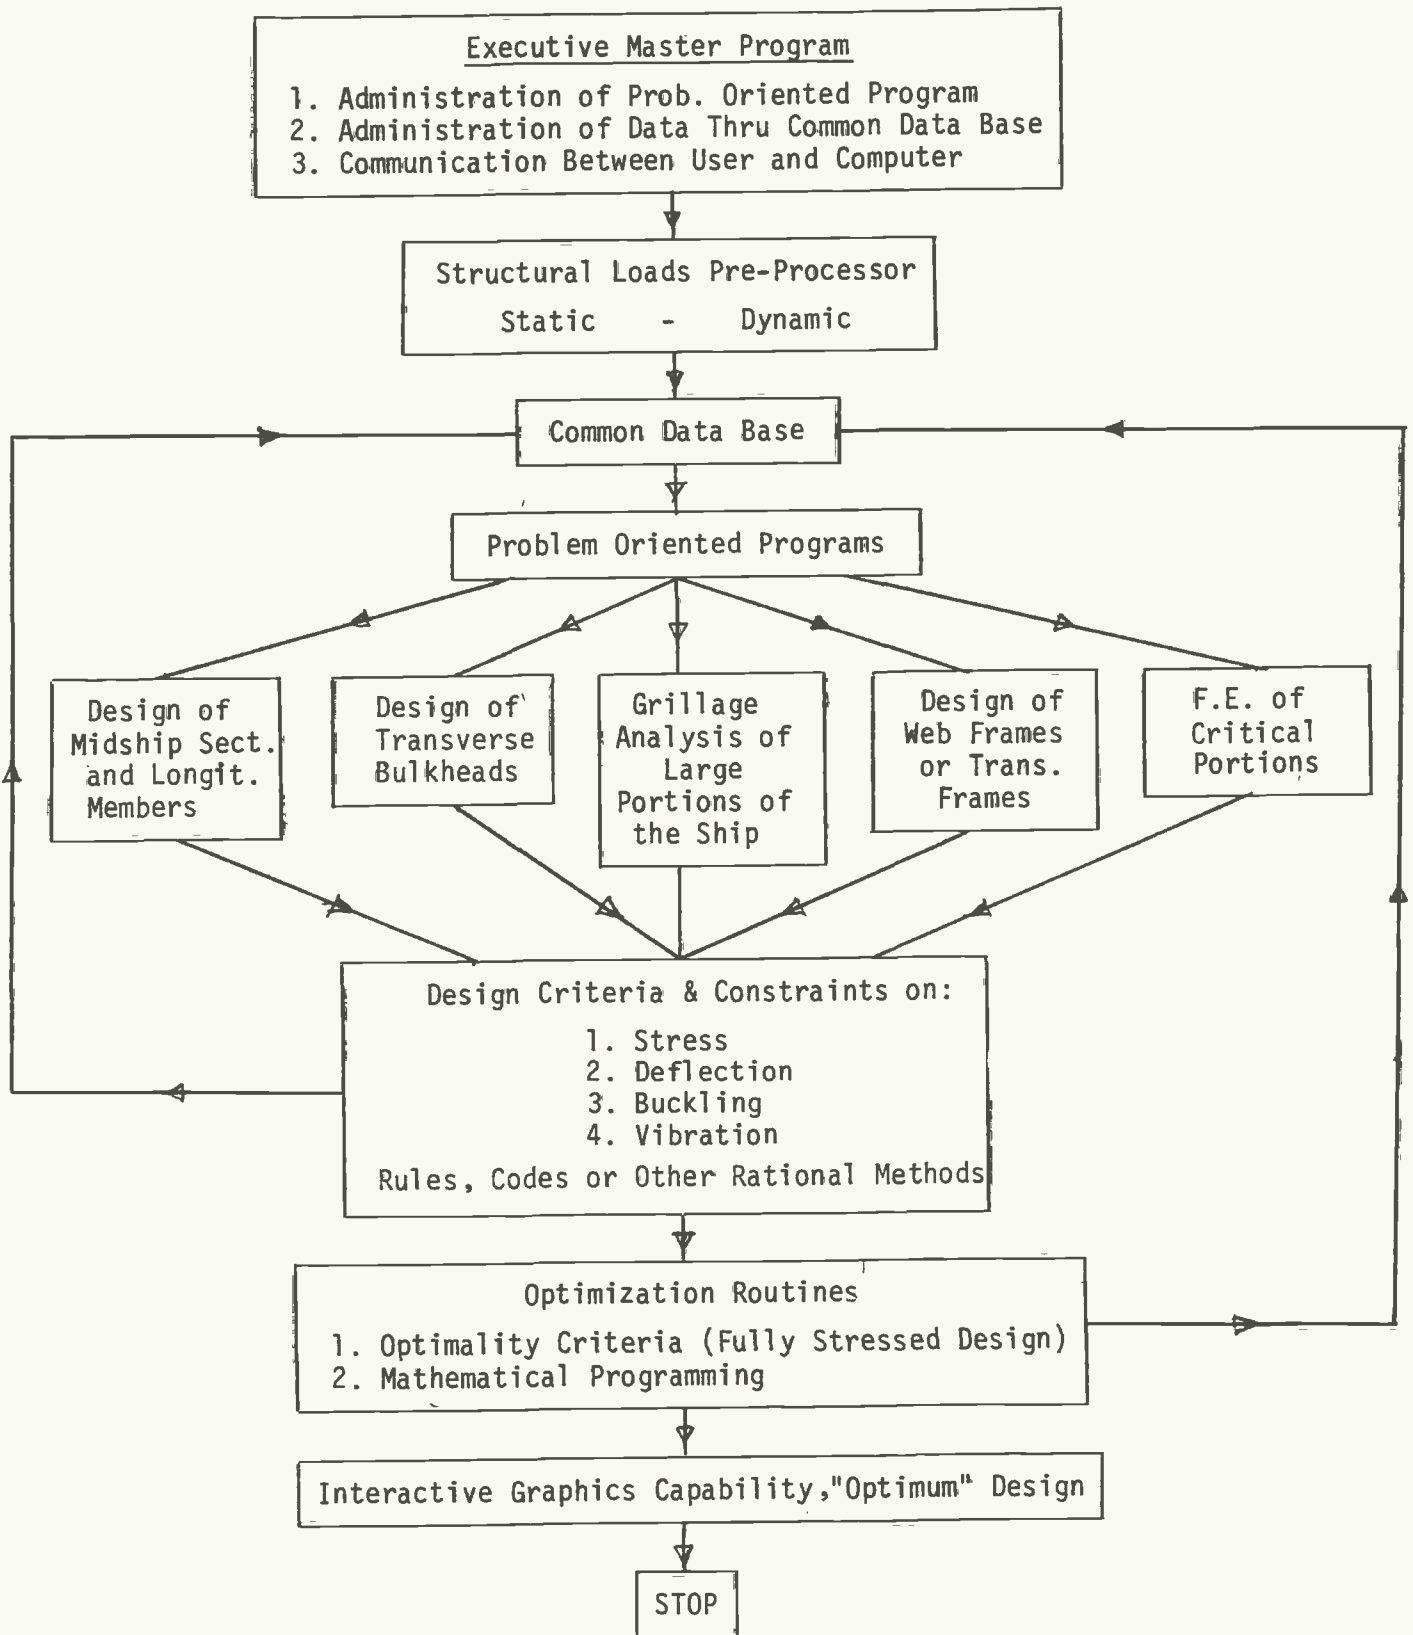 Executive Master Program
1. Administration of Prob. Oriented Program
2. Administration of Data Thru Common Data Base
3. Communication Between User and Computer
Structural Loads Pre-Processor
Static - Dynamic
Common Data Base
Problem Oriented Programs
Design of
Midship Sect.
and Longit.
Members
Design of
Transverse
Bulkheads
Grillage
Analysis of
Large
Portions of
the Ship
Design of
Web Frames
or Trans.
Frames
F.E. of
Critical
Portions
Design Criteria & Constraints on:
1. Stress
2. Deflection
3. Buckling
4. Vibration
Rules, Codes or Other Rational Methods
Optimization Routines
1. Optimality Criteria (Fully Stressed Design)
2. Mathematical Programming
Interactive Graphics Capability,"Optimum" Design
STOP